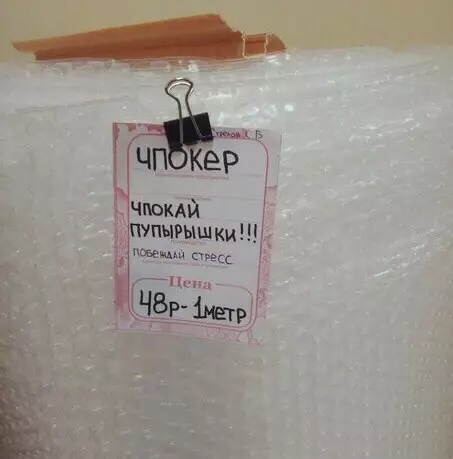 ЧПОКЕР
ЧПОКАЙ
ПУПЫРЫШКИ!!!
ПОБЕЖДАЙ СТРЕСС
Цена
48р-1МЕТР